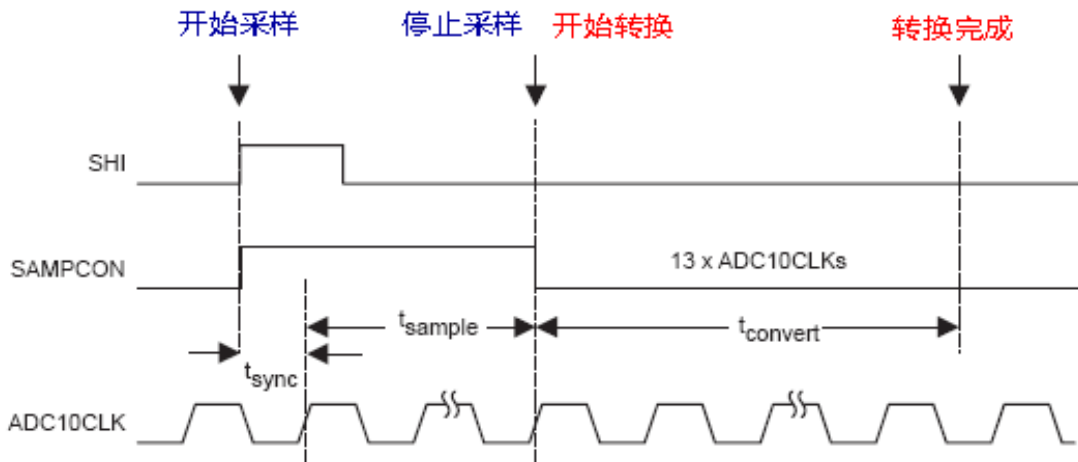 开始采样
停止采样
开始转换
转换完成
SHI
SAMPCON
13 x ADC10CLKs
tsample
tconvert
tsync
ADC10CLK